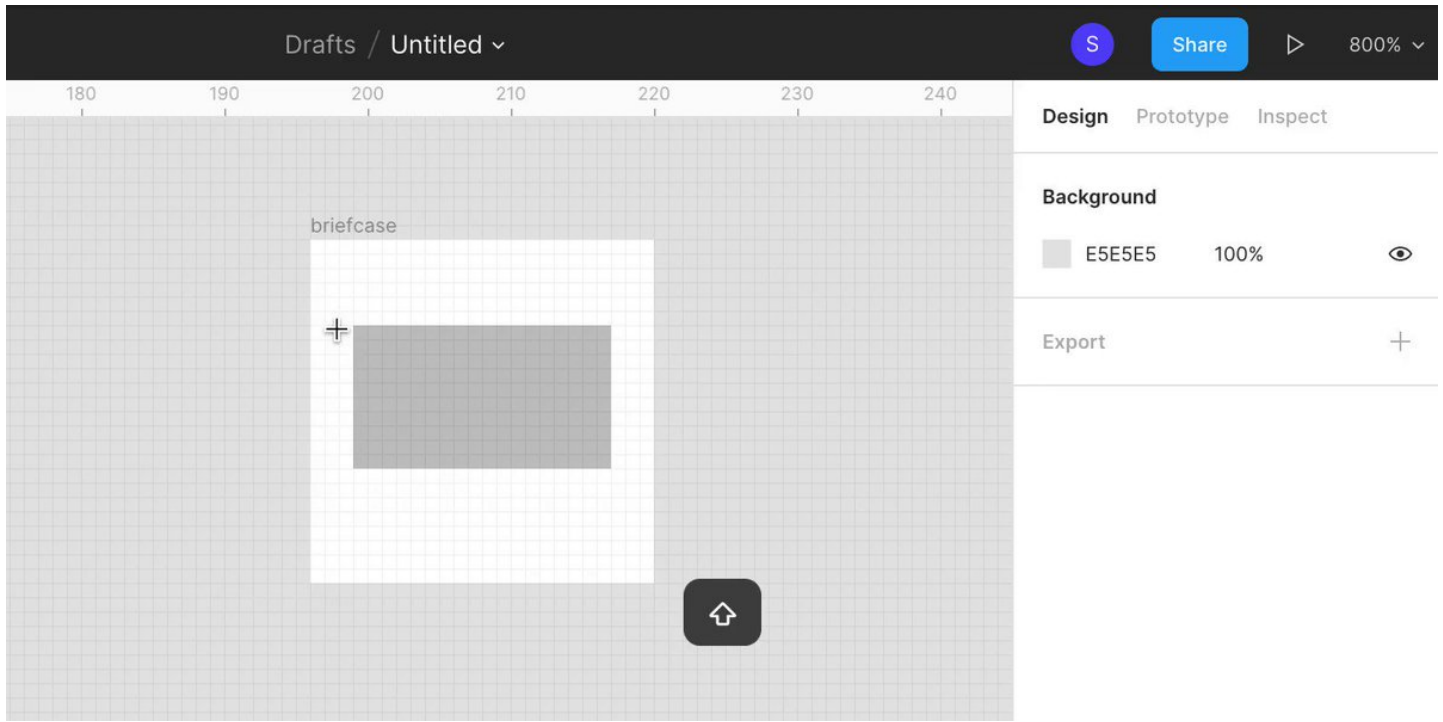 Drafts / Untitled
S
Share
800%
180 190 200 210 220 230 240
Design Prototype Inspect
Background
briefcase
E5E5E5 100%
Export